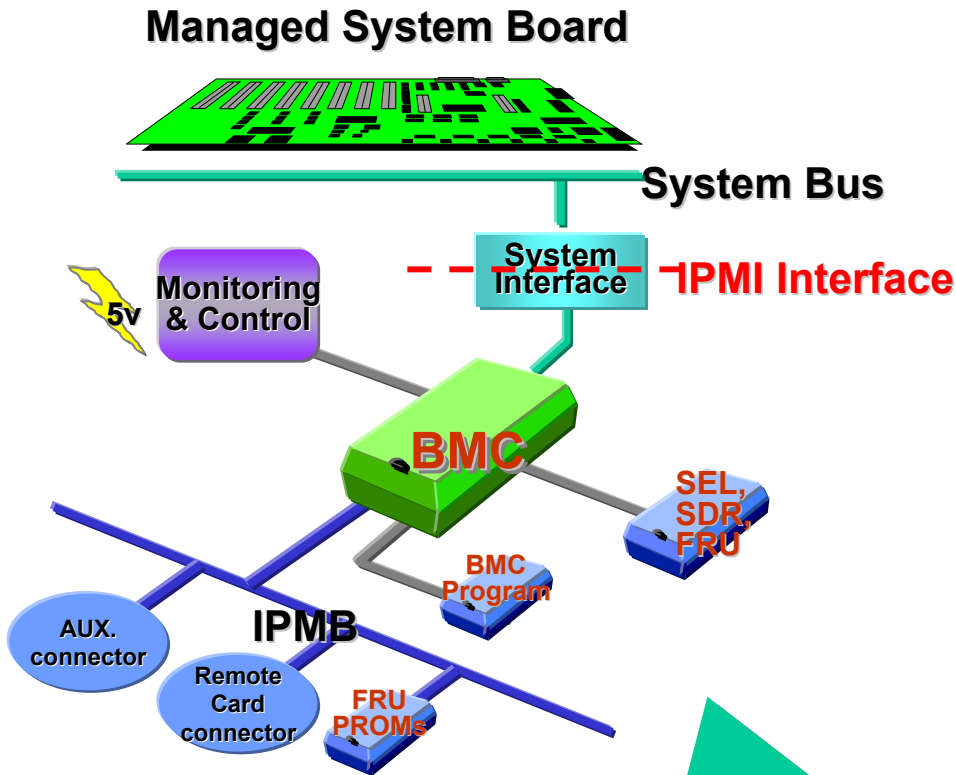 Managed System Board
System Bus
System
Interface
IPMI Interface
Monitoring
& Control
5v
BMC
SEL,
SDR,
FRU
BMC
Program
IPMB
AUX.
connector
Remote
Card
connector
FRU
PROMs